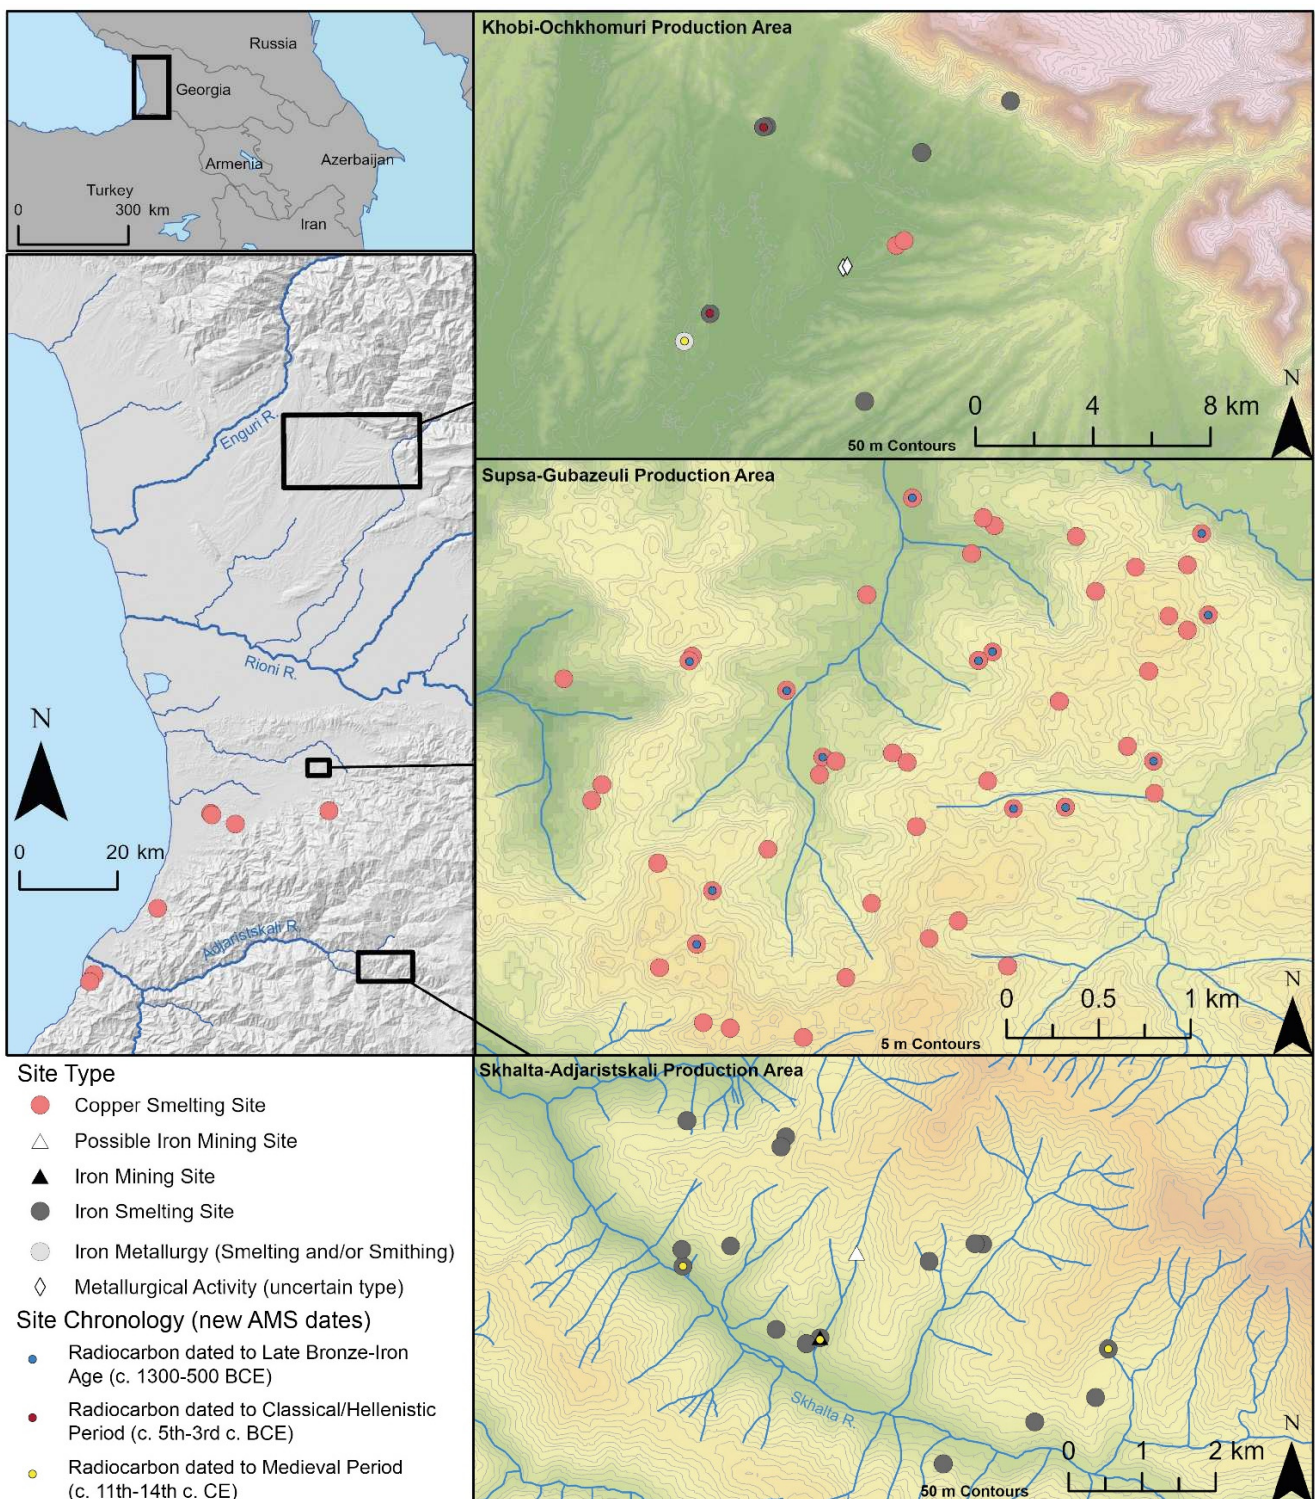 Russia
Georgia
Armenia
Azerbaijan
Turkey
Iran
0 300 km
Enguri R.
Rioni R.
N
0 20 km
Adjaristskali R.
Khobi-Ochkhomuri Production Area
N
0 4 8 km
50 m Contours
Supsa-Gubazeuli Production Area
N
0 0.5 1 km
5 m Contours
Skhalta-Adjaristskali Production Area
Skhalta R.
N
0 1 2 km
50 m Contours
Site Type
Copper Smelting Site
Possible Iron Mining Site
Iron Mining Site
Iron Smelting Site
Iron Metallurgy (Smelting and/or Smithing)
Metallurgical Activity (uncertain type)
Site Chronology (new AMS dates)
Radiocarbon dated to Late Bronze-Iron
Age (c. 1300-500 BCE)
Radiocarbon dated to Classical/Hellenistic
Period (c. 5th-3rd c. BCE)
Radiocarbon dated to Medieval Period
(c. 11th-14th c. CE)